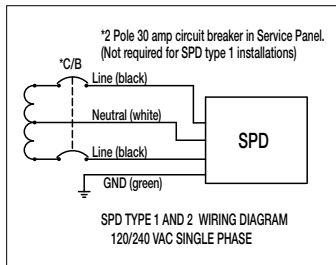 *2 Pole 30 amp circuit breaker in Service Panel.
(Not required for SPD type 1 installations)
*C/B
Line (black)
Neutral (white)
SPD
Line (black)
GND (green)
SPD TYPE 1 AND 2 WIRING DIAGRAM
120/240 VAC SINGLE PHASE